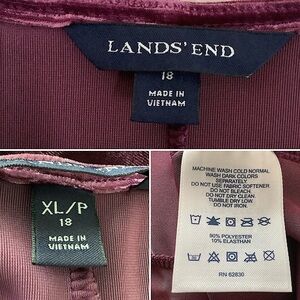 LANDS' END
18
MADE IN
VIETNAM
XL/P
18
MADE IN
VIETNAM
MACHINE WASH COLD NORMAL
WASH DARK COLORS
SEPARATELY.
DO NOT USE FABRIC SOFTENER
DO NOT BLEACH.
DO NOT DRY CLEAN.
TUMBLE DRY LOW.
DO NOT IRON.
90% POLYESTER
10% ELASTHAN
RN 62830